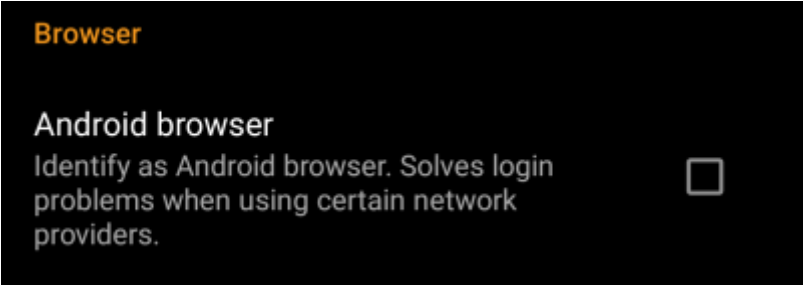 Browser
Android browser
Identify as Android browser. Solves login
problems when using certain network
providers.